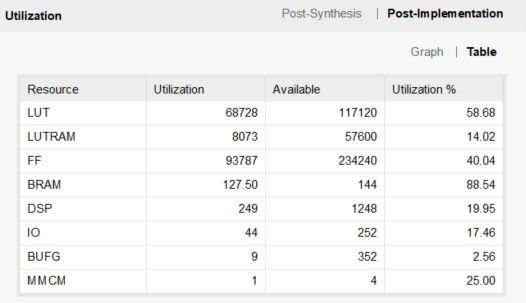 Utilization Post-Synthesis | Post-Implementation
Graph | Table
Resource Utilization Available Utilization %
LUT 68728 117120 58.68
LUTRAM 8073 57600 14.02
FF 93787 234240 40.04
BRAM 127.50 144 88.54
DSP 249 1248 19.95
IO 44 252 17.46
BUFG 9 352 2.56
MMCM 1 4 25.00